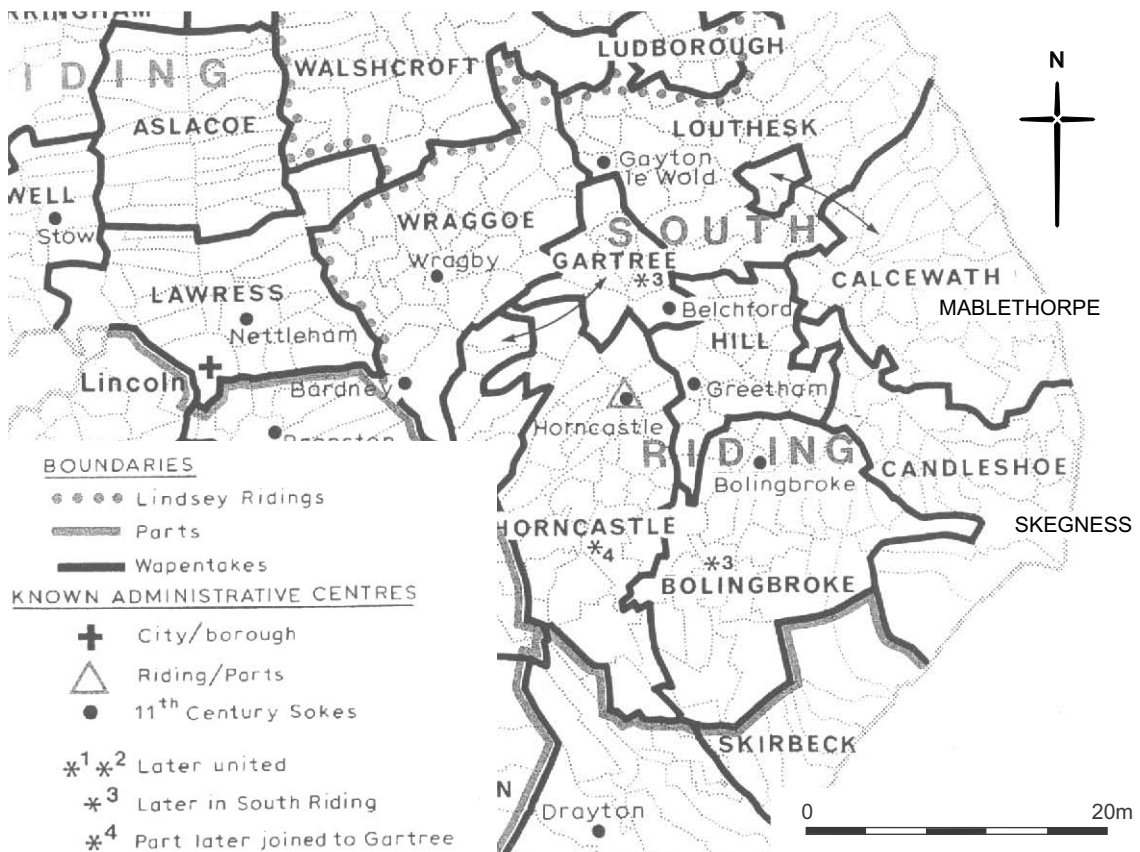 RRINGHAM
LUDBOROUGH
WALSHCROFT
N
IDING
ASLACOE
LOUTHESK
Gayton
le Wold
WELL
Stow
WRAGGOE
SOUTH
Wragby
GARTREE
*3
CALCEWATH
LAWRESS
MABLETHORPE
Nettleham
Belchford
HILL
Lincoln
Bardney
Greetham
Horncastle
RIDING
CANDLESHOE
Bolingbroke
SKEGNESS
HORNCASTLE
*4
*3
BOLINGBROKE
SKIRBECK
N
Drayton
BOUNDARIES
Lindsey Ridings
Parts
Wapentakes
KNOWN ADMINISTRATIVE CENTRES
City/borough
Riding/Parts
11th Century Sokes
*1 *2 Later united
*3 Later in South Riding
*4 Part later joined to Gartree
0 20m